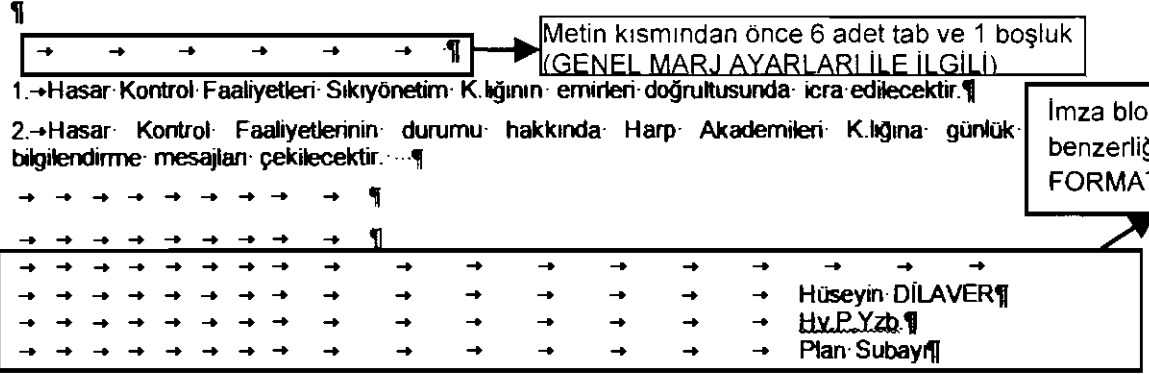 Metin kısmından önce 6 adet tab ve 1 boşluk
(GENEL MARJ AYARLARI İLE İLGİLİ)
1.→Hasar Kontrol Faaliyetleri Sıkıyönetim K.lığının emirleri doğrultusunda icra edilecektir.¶
İmza blo
2.→Hasar Kontrol Faaliyetlerinin durumu hakkında Harp Akademileri K.lığına günlük
benzerliğ
bilgilendirme mesajları çekilecektir. ...¶
FORMAT
Hüseyin DİLAVER¶
Hv.P.Yzb.¶
Plan Subayı¶